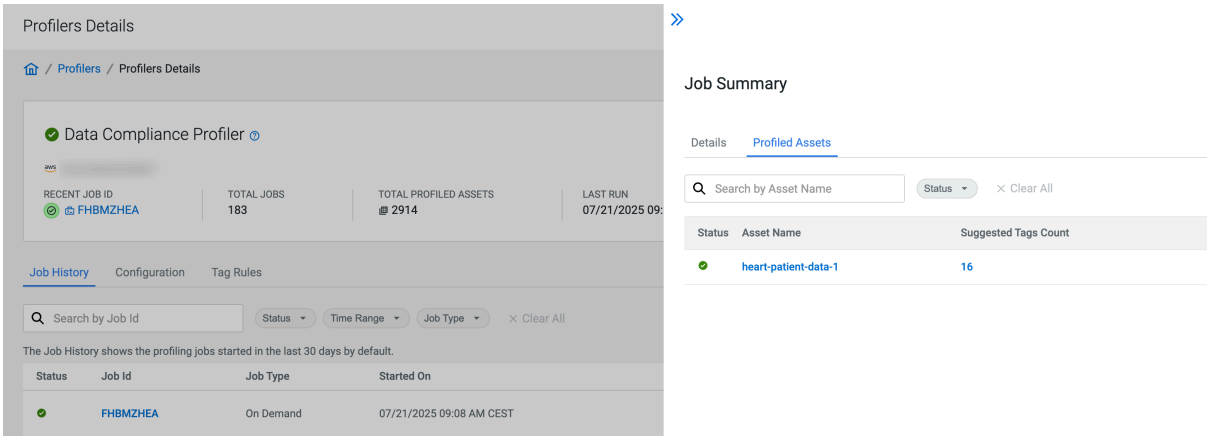 Profilers Details
Profilers / Profilers Details
Data Compliance Profiler
aws
RECENT JOB ID TOTAL JOBS TOTAL PROFILED ASSETS LAST RUN
FHBMZHEA 183 2914 07/21/2025 09:
Job History Configuration Tag Rules
Search by Job Id Status Time Range Job Type × Clear All
The Job History shows the profiling jobs started in the last 30 days by default.
Status Job Id Job Type Started On
FHBMZHEA On Demand 07/21/2025 09:08 AM CEST
Job Summary
Details Profiled Assets
Search by Asset Name Status × Clear All
Status Asset Name Suggested Tags Count
heart-patient-data-1 16